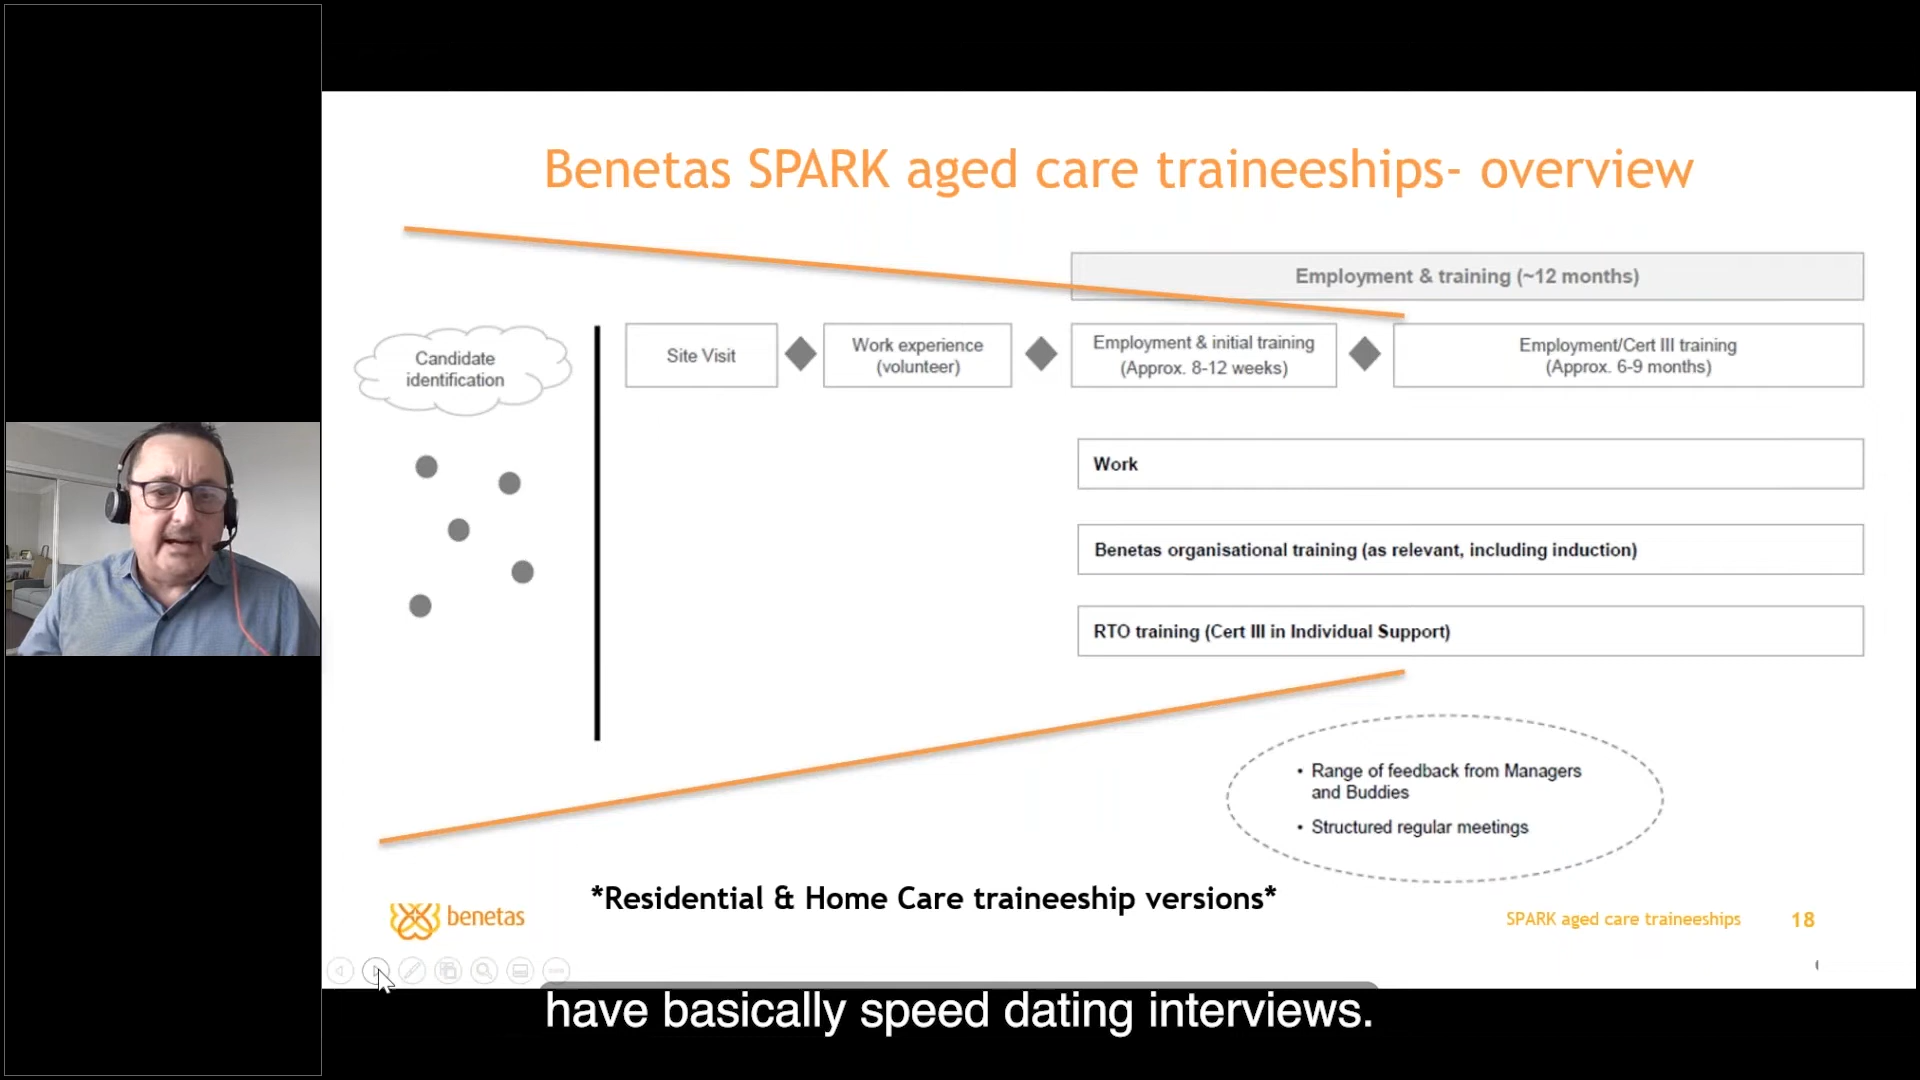 Benetas SPARK aged care traineeships- overview
Employment & training (~12 months)
Candidate
identification
Site Visit
Work experience
(volunteer)
Employment & initial training
(Approx. 8-12 weeks)
Employment/Cert III training
(Approx. 6-9 months)
Work
Benetas organisational training (as relevant, including induction)
RTO training (Cert III in Individual Support)
• Range of feedback from Managers
and Buddies
• Structured regular meetings
*Residential & Home Care traineeship versions*
benetas
SPARK aged care traineeships
18
have basically speed dating interviews.